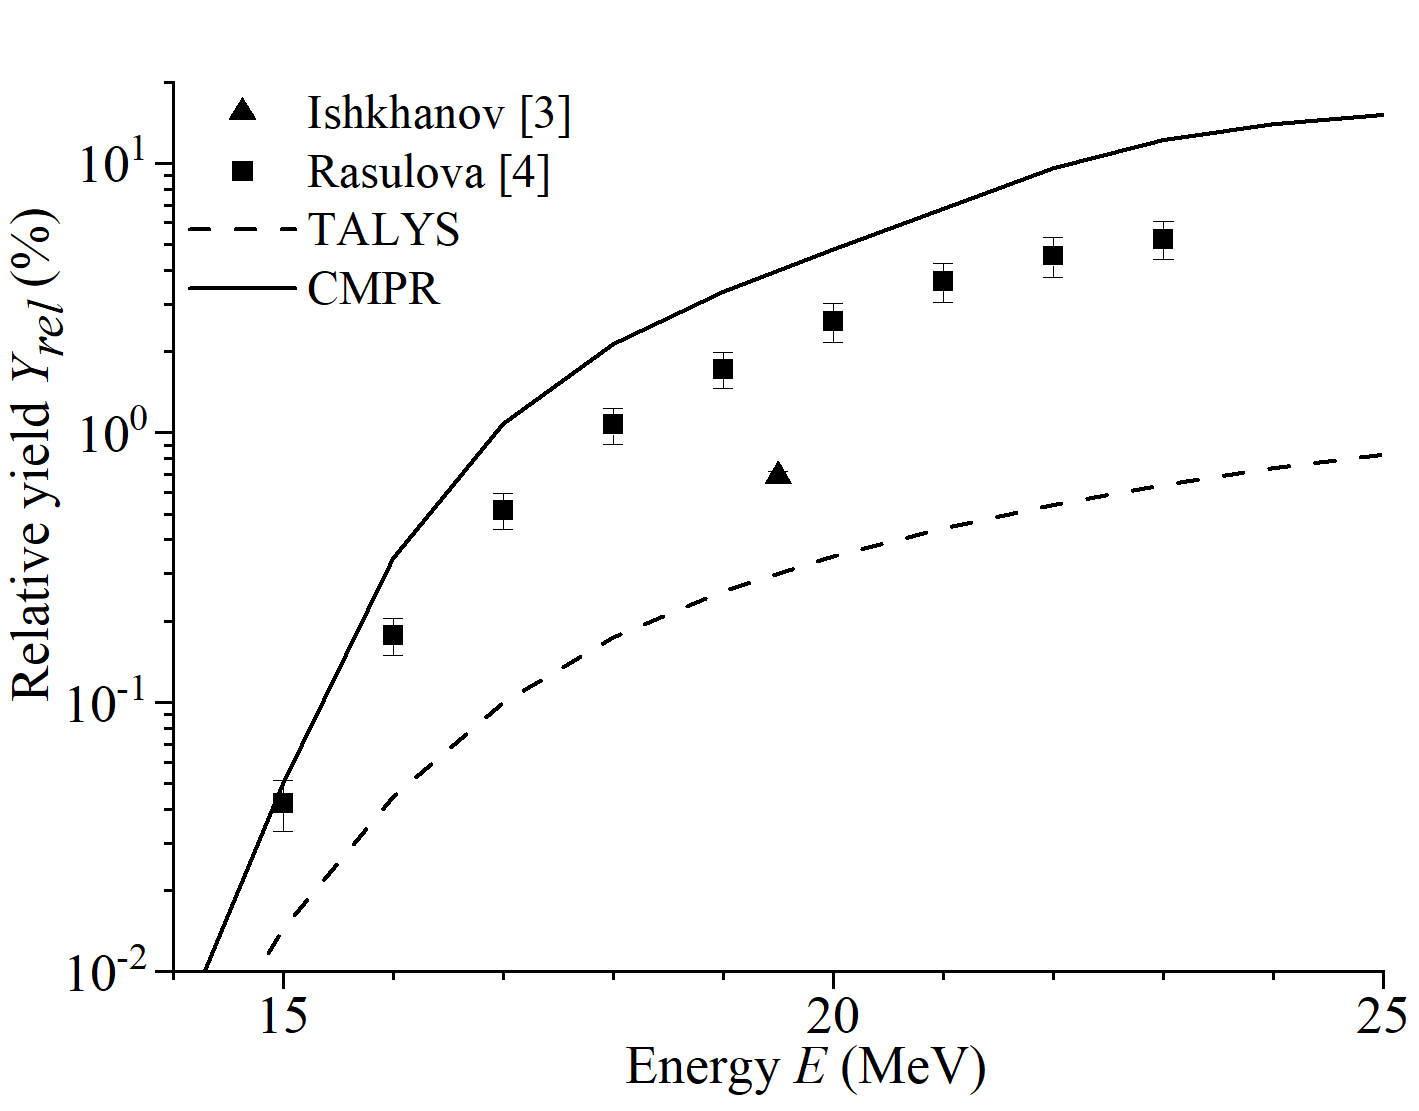 Ishkhanov [3]
Rasulova [4]
TALYS
CMPR
Relative yield Yrel (%)
10¹
10⁰
10⁻¹
10⁻²
15
20
25
Energy E (MeV)